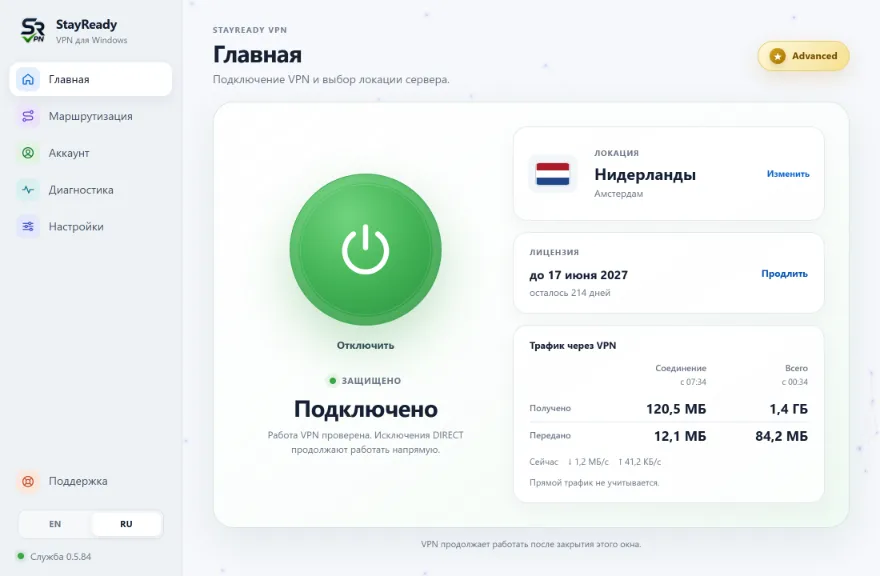 SR
VPN
StayReady
VPN для Windows
Главная
Маршрутизация
Аккаунт
Диагностика
Настройки
Поддержка
EN
RU
Служба 0.5.84
STAYREADY VPN
Главная
Подключение VPN и выбор локации сервера.
Advanced
Отключить
ЗАЩИЩЕНО
Подключено
Работа VPN проверена. Исключения DIRECT
продолжают работать напрямую.
ЛОКАЦИЯ
Нидерланды
Амстердам
Изменить
ЛИЦЕНЗИЯ
до 17 июня 2027
осталось 214 дней
Продлить
Трафик через VPN
Соединение Всего
с 07:34 с 00:34
Получено 120,5 МБ 1,4 ГБ
Передано 12,1 МБ 84,2 МБ
Сейчас ↓ 1,2 МБ/с ↑ 41,2 КБ/с
Прямой трафик не учитывается.
VPN продолжает работать после закрытия этого окна.